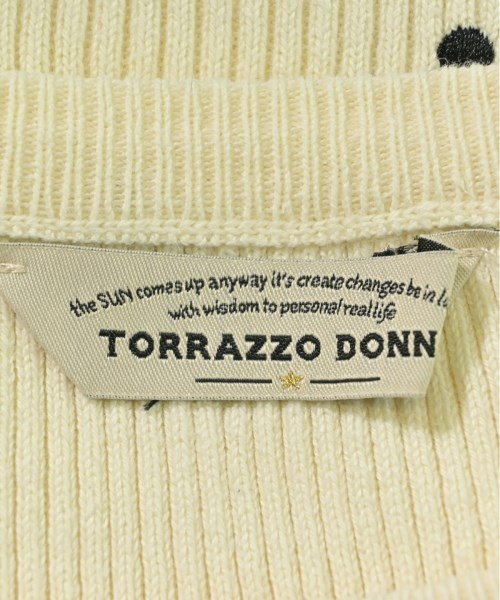 the SUN comes up anyway it's create changes be in
with wisdom to personal real life
TORRAZZO DONN